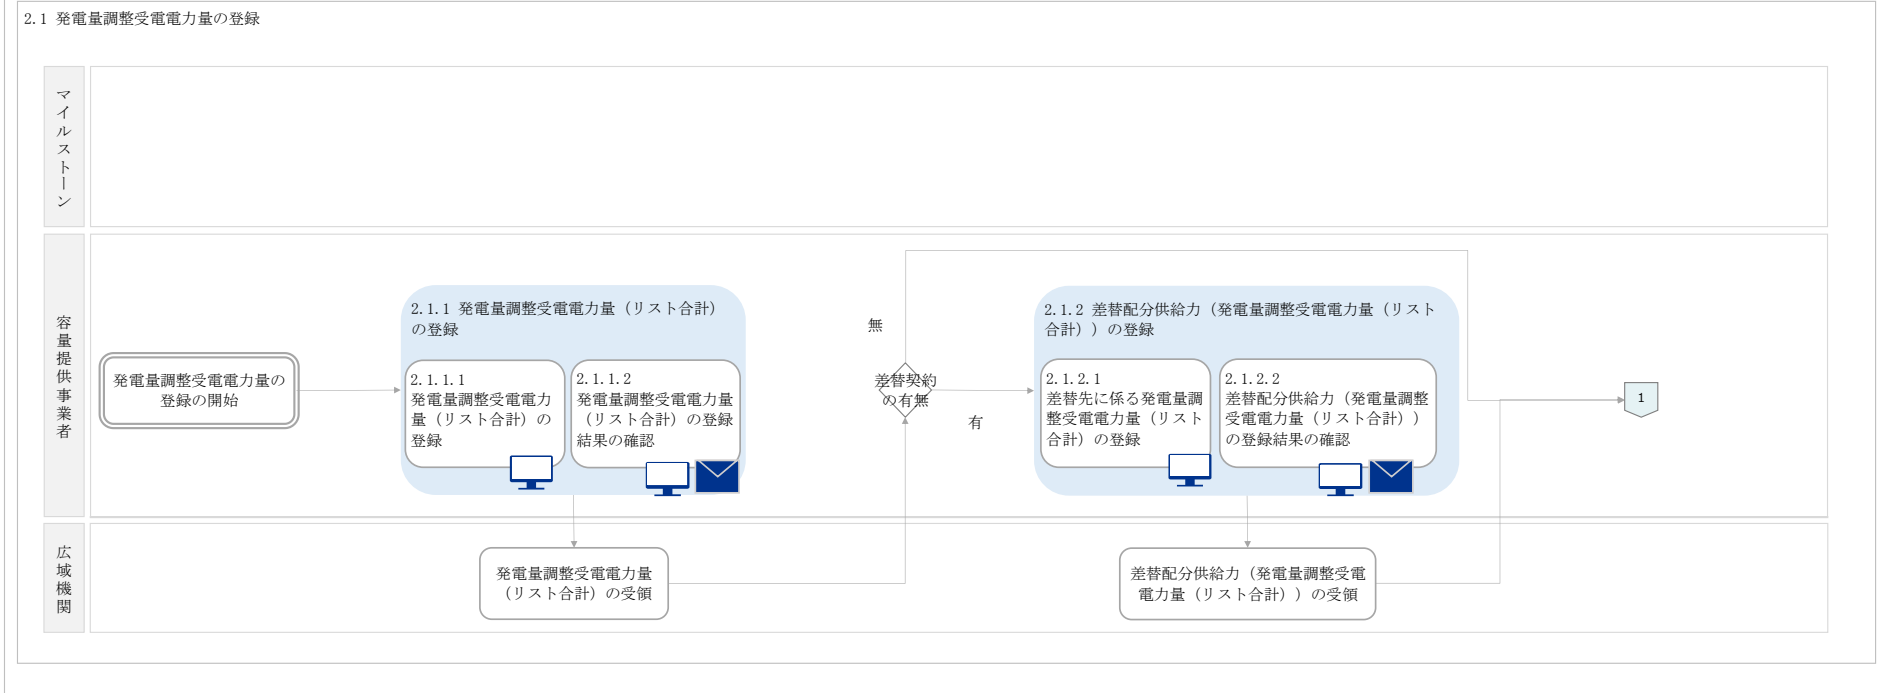 2.1 発電量調整受電電力量の登録
マイルストーン
容量提供事業者
発電量調整受電電力量の
登録の開始
2.1.1 発電量調整受電電力量（リスト合計）
の登録
2.1.1.1
発電量調整受電電力
量（リスト合計）の
登録
2.1.1.2
発電量調整受電電力量
（リスト合計）の登録
結果の確認
無
差替契約
の有無
有
2.1.2 差替配分供給力（発電量調整受電電力量（リスト
合計））の登録
2.1.2.1
差替先に係る発電量調
整受電電力量（リスト
合計）の登録
2.1.2.2
差替配分供給力（発電量調整
受電電力量（リスト合計））
の登録結果の確認
1
広域機関
発電量調整受電電力量
（リスト合計）の受領
差替配分供給力（発電量調整受電
電力量（リスト合計））の受領